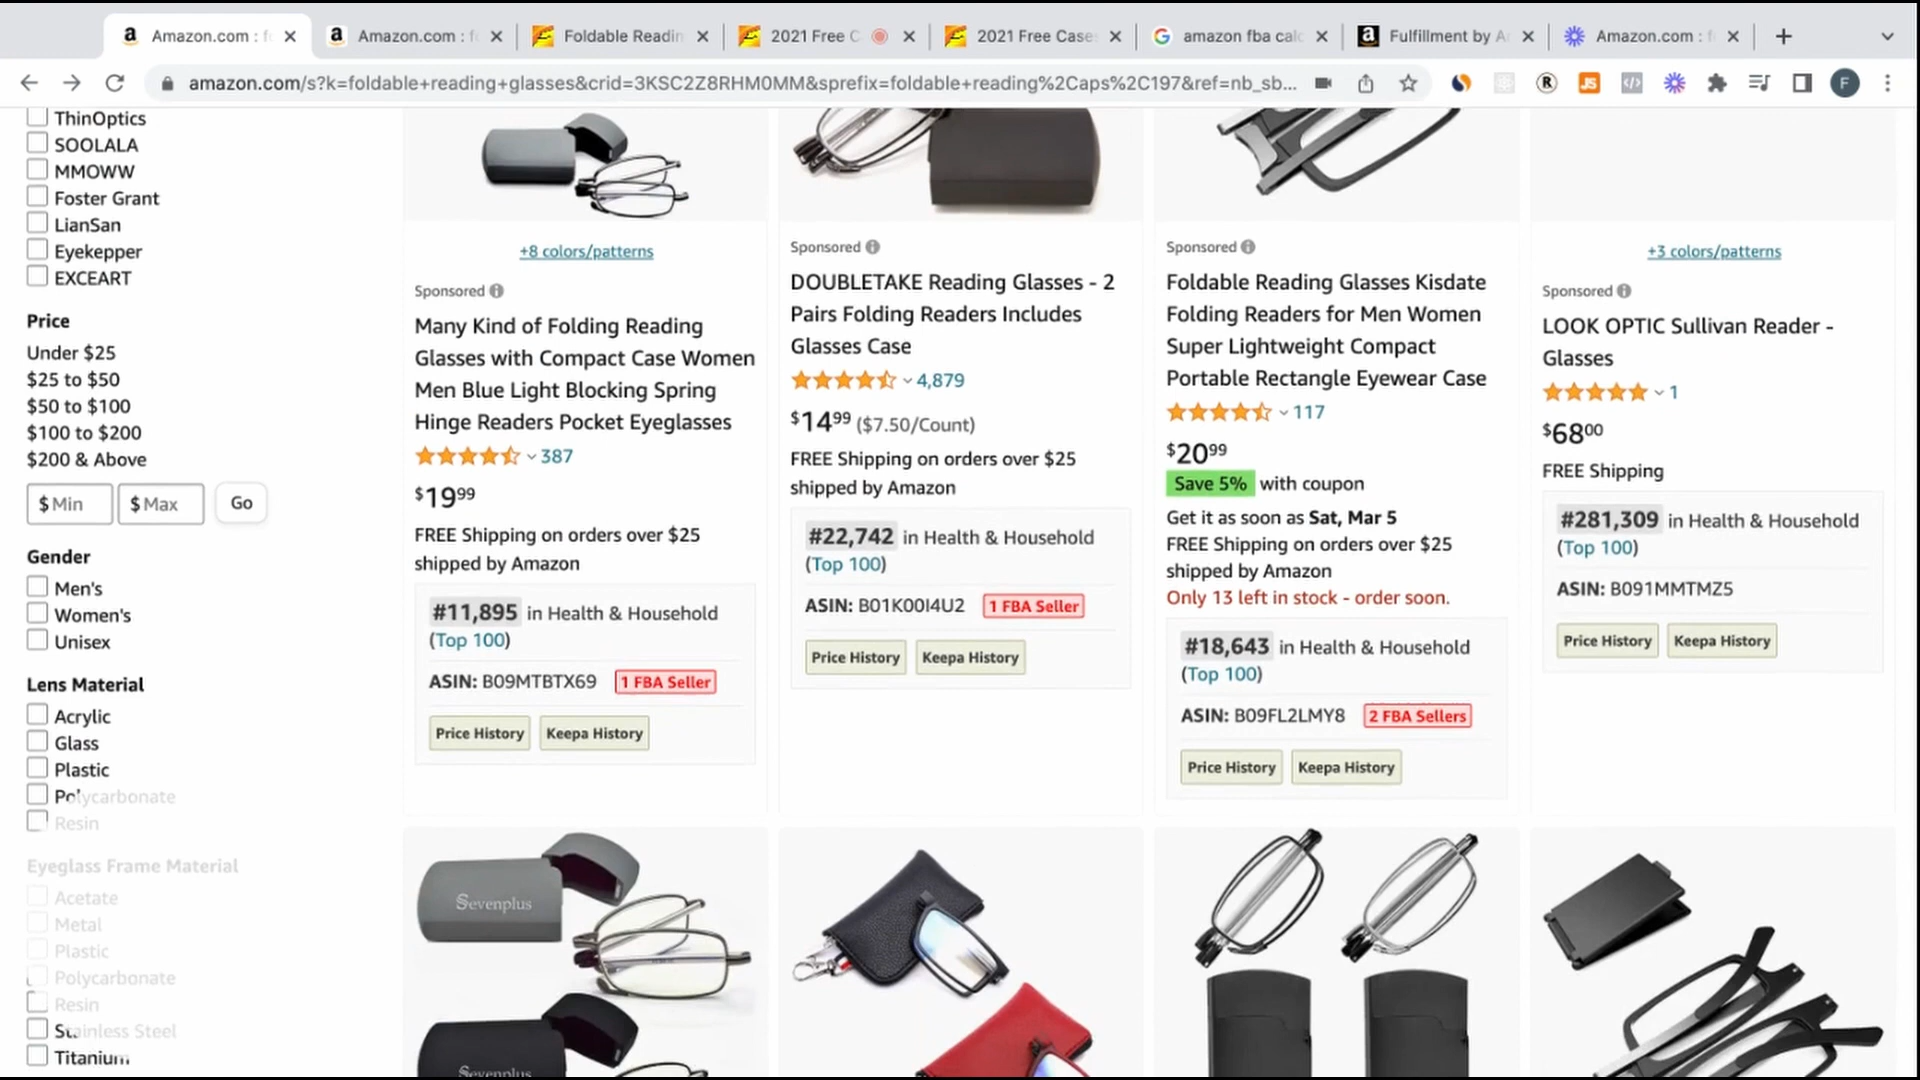 Amazon.com : f
Amazon.com : f
Foldable Readin
2021 Free C
2021 Free Case
amazon fba calc
Fulfillment by A
Amazon.com : f
amazon.com/s?k=foldable+reading+glasses&crid=3KSC2Z8RHM0MM&sprefix=foldable+reading%2Caps%2C197&ref=nb_sb...
R
JS
F
ThinOptics
SOOLALA
MMOWW
Foster Grant
LianSan
Eyekepper
EXCEART
Price
Under $25
$25 to $50
$50 to $100
$100 to $200
$200 & Above
$ Min
$ Max
Go
Gender
Men's
Women's
Unisex
Lens Material
Acrylic
Glass
Plastic
Polycarbonate
Resin
Eyeglass Frame Material
Acetate
Metal
Plastic
Polycarbonate
Resin
Stainless Steel
Titanium
+8 colors/patterns
Sponsored
Many Kind of Folding Reading
Glasses with Compact Case Women
Men Blue Light Blocking Spring
Hinge Readers Pocket Eyeglasses
387
$19 99
FREE Shipping on orders over $25
shipped by Amazon
#11,895 in Health & Household
(Top 100)
ASIN: B09MTBTX69 1 FBA Seller
Price History Keepa History
Sponsored
DOUBLETAKE Reading Glasses - 2
Pairs Folding Readers Includes
Glasses Case
4,879
$14 99 ($7.50/Count)
FREE Shipping on orders over $25
shipped by Amazon
#22,742 in Health & Household
(Top 100)
ASIN: B01K00I4U2 1 FBA Seller
Price History Keepa History
Sponsored
Foldable Reading Glasses Kisdate
Folding Readers for Men Women
Super Lightweight Compact
Portable Rectangle Eyewear Case
117
$20 99
Save 5% with coupon
Get it as soon as Sat, Mar 5
FREE Shipping on orders over $25
shipped by Amazon
Only 13 left in stock - order soon.
#18,643 in Health & Household
(Top 100)
ASIN: B09FL2LMY8 2 FBA Sellers
Price History Keepa History
+3 colors/patterns
Sponsored
LOOK OPTIC Sullivan Reader -
Glasses
1
$68 00
FREE Shipping
#281,309 in Health & Household
(Top 100)
ASIN: B091MMTMZ5
Price History Keepa History
Sevenplus
Sevenplus